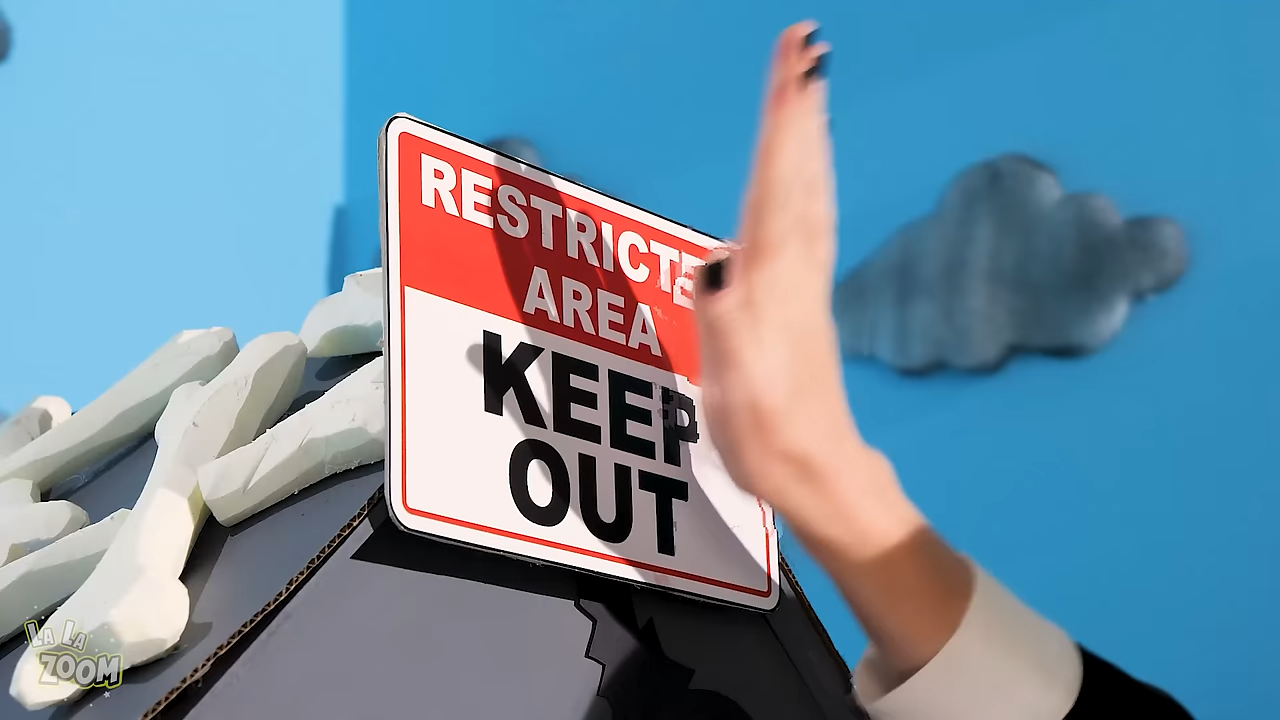 RESTRICTE
AREA
KEEP
OUT
LA LA
ZOOM